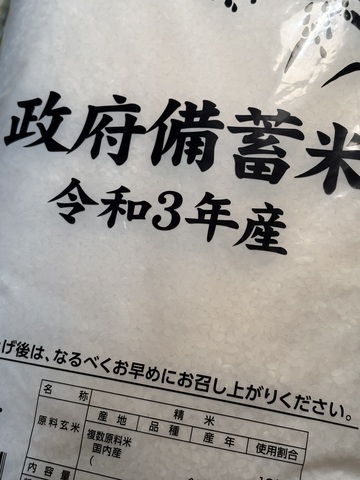 政府備蓄米
令和3年産
げ後は、なるべくお早めにお召し上がりください。
名 称 精 米
原料玄米 産 地 品 種 産 年 使用割合
複数原料米
国内産
(
内 容 量